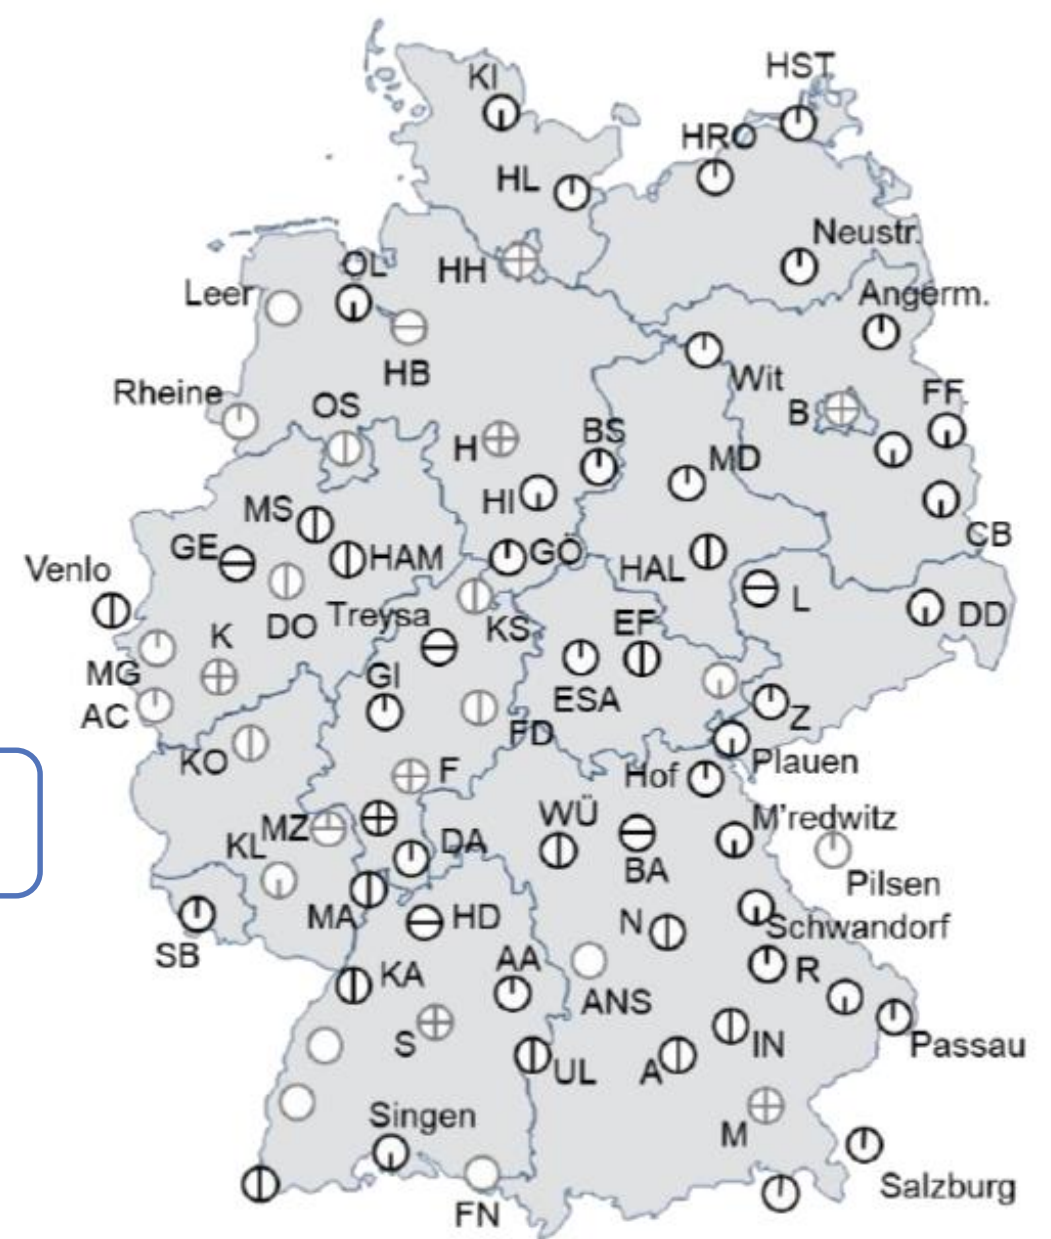 HST
KI
HRO
HL
Neustr.
OL
HH
Leer
Angerm.
HB
Wit
Rheine
OS
B
FF.
BS
H
MD
HI
MS
CB
GE
HAM
GÖ
HAL
Venlo
L
DO
Treysa
KS
EF
DD
K
MG
GI
ESA
AC
Z
FD
KO
Plauen
F
Hof
WÜ
M'redwitz
MZ
DA
KL
BA
Pilsen
MA
HD
N
Schwandorf
SB
AA
R
KA
ANS
S
IN
Passau
UL
A
Singen
M
Salzburg
FN